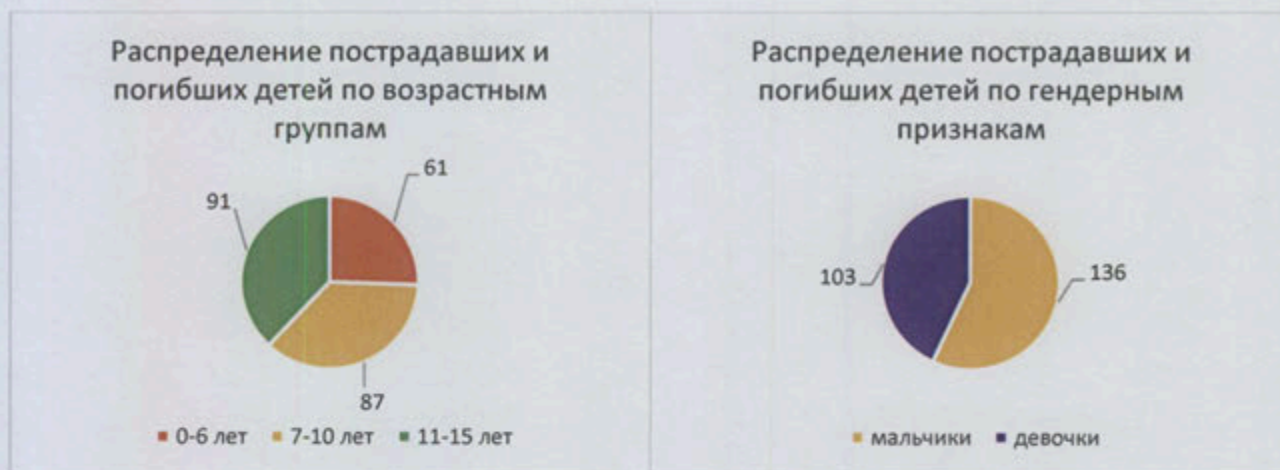 Распределение пострадавших и
погибших детей по возрастным
группам
61
91
87
0-6 лет 7-10 лет 11-15 лет
Распределение пострадавших и
погибших детей по гендерным
признакам
103
136
мальчики девочки